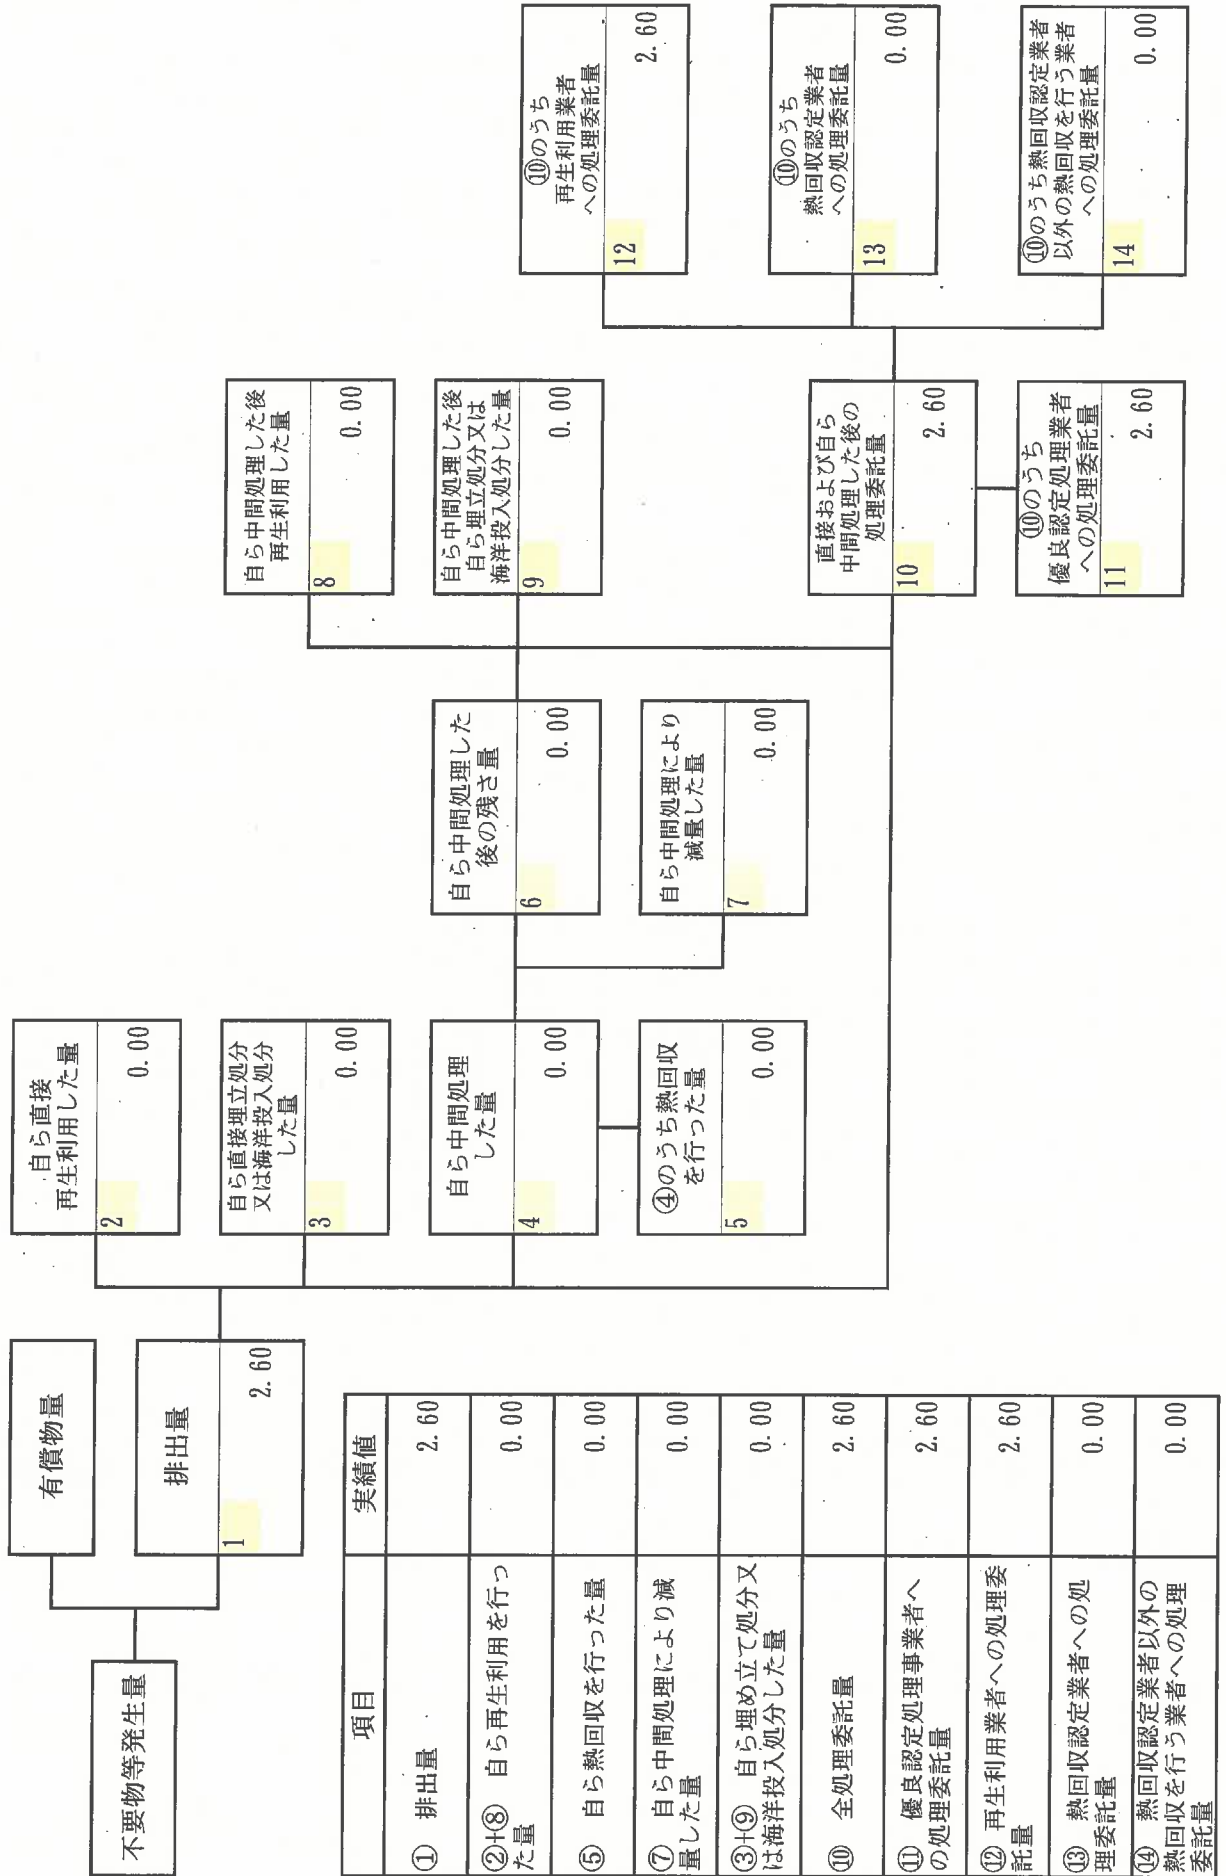 不要物等発生量
有償物量
排出量
1
2.60
自ら直接
再生利用した量
2
0.00
自ら直接埋立処分
又は海洋投入処分
した量
3
0.00
自ら中間処理
した量
4
0.00
④のうち熱回収
を行った量
5
0.00
自ら中間処理した
後の残さ量
6
0.00
自ら中間処理により
減量した量
7
0.00
自ら中間処理した後
再生利用した量
8
0.00
自ら中間処理した後
自ら埋立処分又は
海洋投入処分した量
9
0.00
直接および自ら
中間処理した後の
処理委託量
10
2.60
⑩のうち
優良認定処理業者
への処理委託量
11
2.60
⑩のうち
再生利用業者
への処理委託量
12
2.60
⑩のうち
熱回収認定業者
への処理委託量
13
0.00
⑩のうち熱回収認定業者
以外の熱回収を行う業者
への処理委託量
14
0.00
項目 実績値
① 排出量 2.60
②+⑧ 自ら再生利用を行っ
た量 0.00
⑤ 自ら熱回収を行った量 0.00
⑦ 自ら中間処理により減
量した量 0.00
③+⑨ 自ら埋め立て処分又
は海洋投入処分した量 0.00
⑩ 全処理委託量 2.60
⑪ 優良認定処理事業者へ
の処理委託量 2.60
⑫ 再生利用業者への処理委
託量 2.60
⑬ 熱回収認定業者への処
理委託量 0.00
⑭ 熱回収認定業者以外の
熱回収を行う業者への処理
委託量 0.00